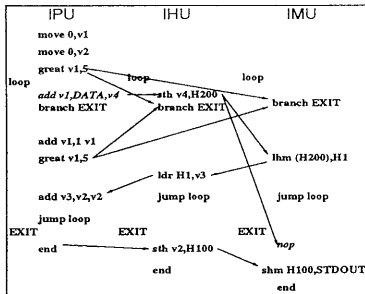 IPU IHU IMU
move 0,v1
move 0,v2
great v1,5
loop loop loop
add v1,DATA,v4 sth v4,H200
branch EXIT branch EXIT branch EXIT
add v1,1 v1
great v1,5 lhm (H200),H1
ldr H1,v3
add v3,v2,v2 jump loop jump loop
jump loop
EXIT EXIT EXIT
end sth v2,H100 nop
end shm H100,STDOUT
end